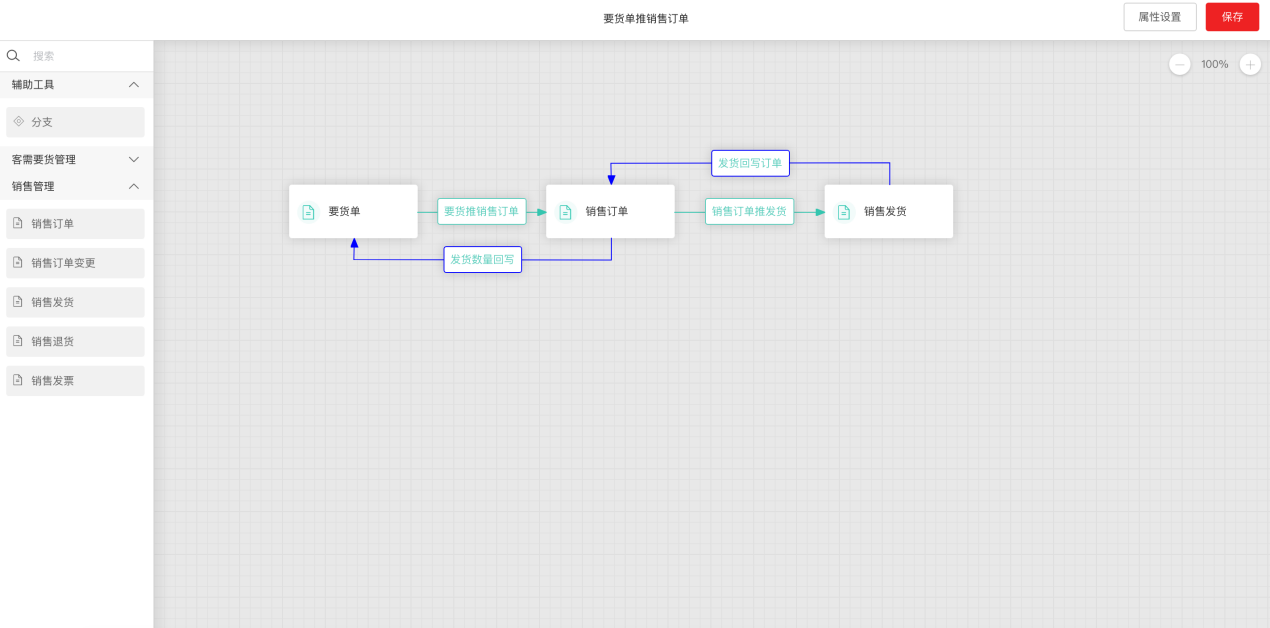 要货单推销售订单
属性设置
保存
搜索
100%
辅助工具
分支
客需要货管理
销售管理
销售订单
销售订单变更
销售发货
销售退货
销售发票
发货回写订单
要货单
要货推销售订单
销售订单
销售订单推发货
销售发货
发货数量回写